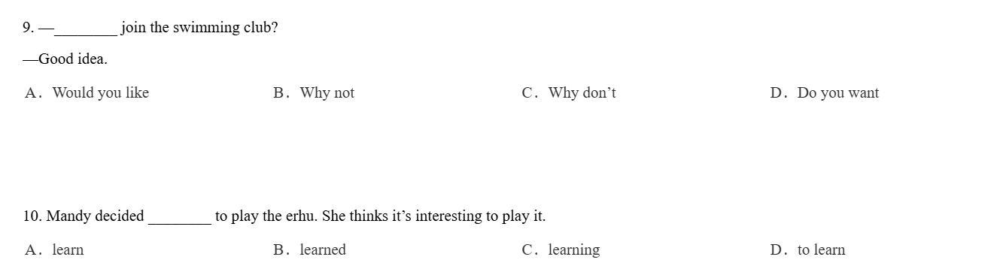 9. —________ join the swimming club?
—Good idea.
A．Would you like B．Why not C．Why don’t D．Do you want
10. Mandy decided ________ to play the erhu. She thinks it’s interesting to play it.
A．learn B．learned C．learning D．to learn